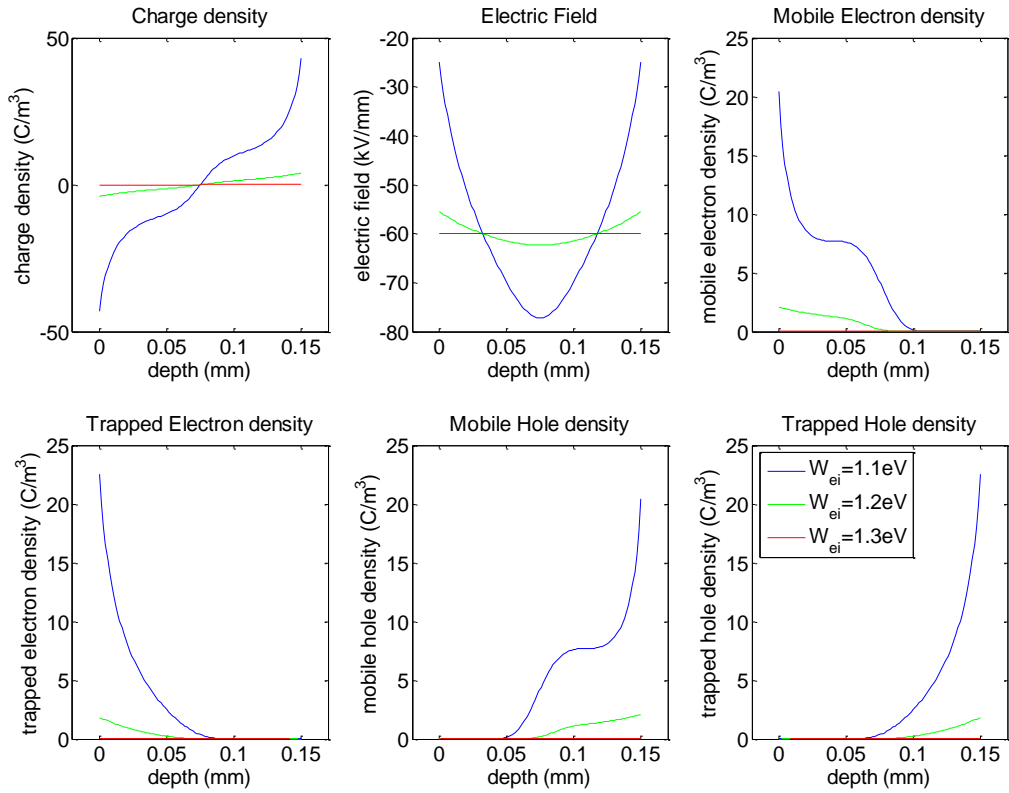 Charge density
Electric Field
Mobile Electron density
50
0
-50
charge density (C/m³)
0 0.05 0.1 0.15
depth (mm)
-20
-30
-40
-50
-60
-70
-80
electric field (kV/mm)
0 0.05 0.1 0.15
depth (mm)
25
20
15
10
5
0
mobile electron density (C/m³)
0 0.05 0.1 0.15
depth (mm)
Trapped Electron density
Mobile Hole density
Trapped Hole density
25
20
15
10
5
0
trapped electron density (C/m³)
0 0.05 0.1 0.15
depth (mm)
25
20
15
10
5
0
mobile hole density (C/m³)
0 0.05 0.1 0.15
depth (mm)
25
20
15
10
5
0
trapped hole density (C/m³)
W_ei=1.1eV
W_ei=1.2eV
W_ei=1.3eV
0 0.05 0.1 0.15
depth (mm)